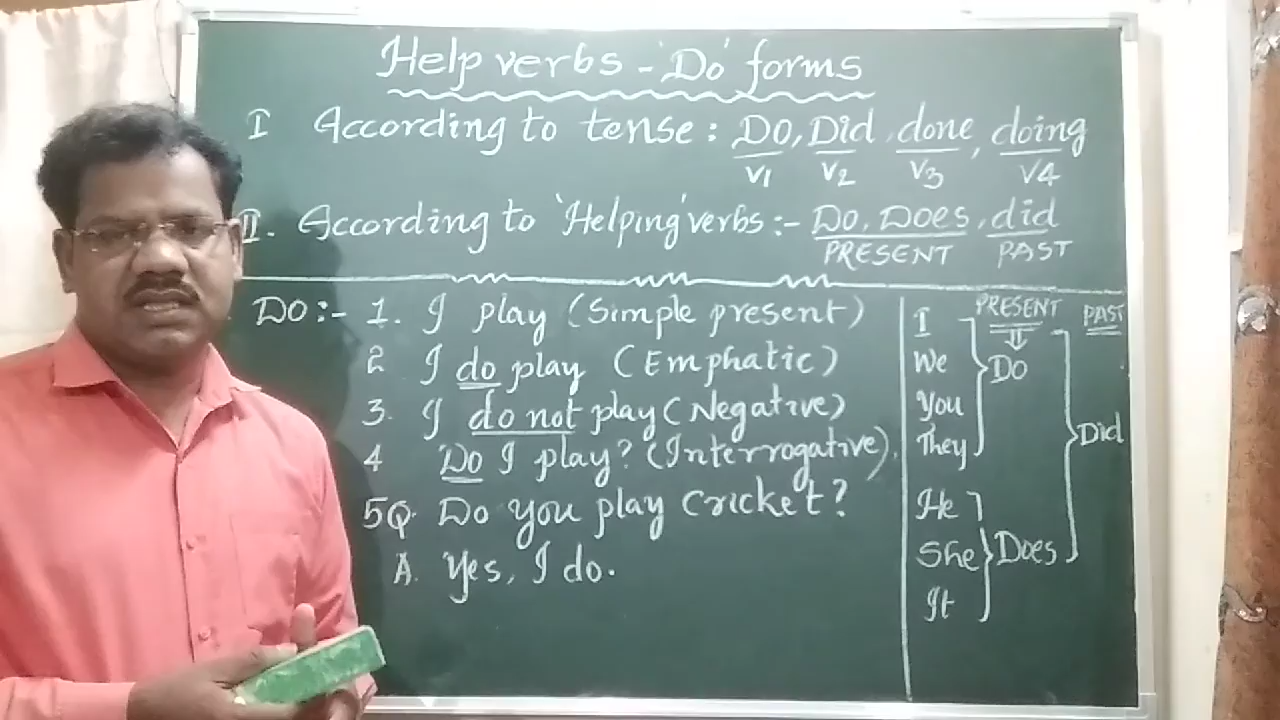 Help verbs - 'Do' forms
I According to tense : Do, Did, done, doing
V1 V2 V3 V4
II. According to 'Helping' verbs :- Do, Does, did
PRESENT PAST
Do :- 1. I play (Simple present)
2 I do play (Emphatic)
3. I do not play (Negative)
4 Do I play? (Interrogative).
5Q. Do you play Cricket?
A. Yes, I do.
PRESENT PAST
I
We Do
You
They Did
He
She Does
It